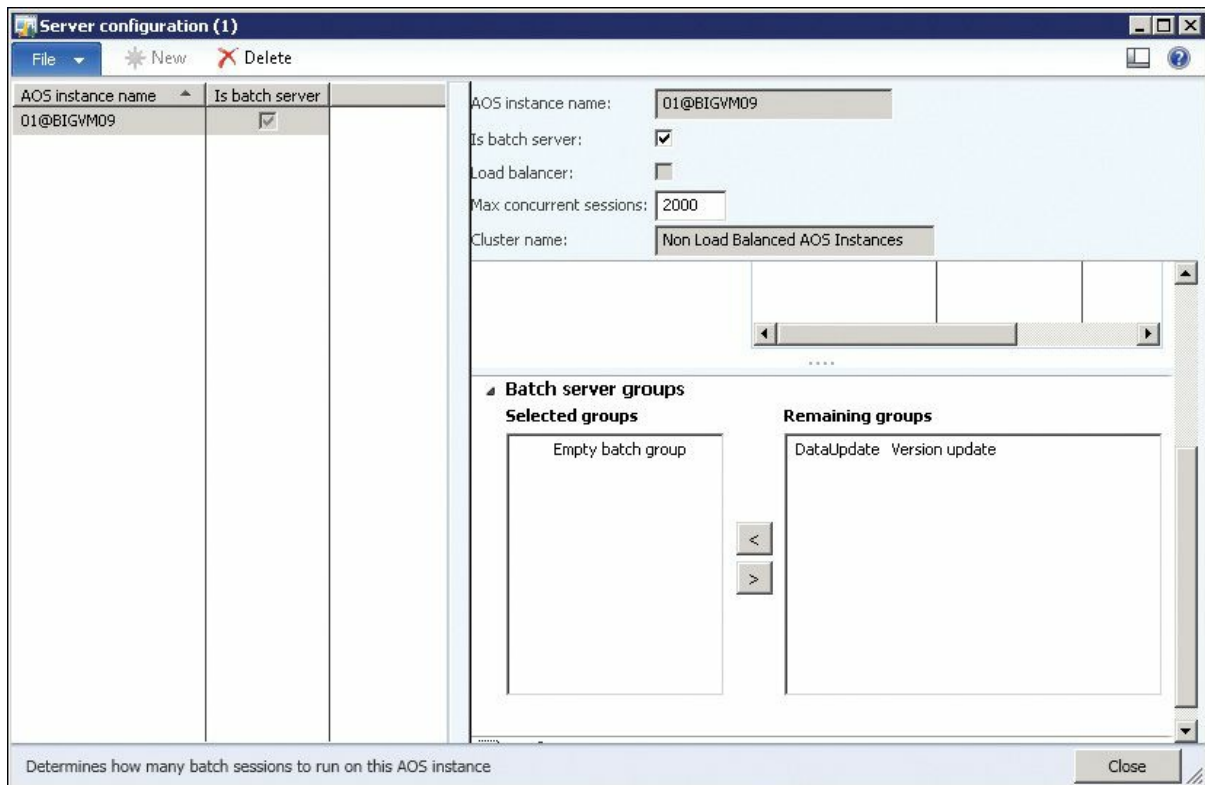 Server configuration (1)
File New Delete
AOS instance name Is batch server
01@BIGVM09
AOS instance name: 01@BIGVM09
Is batch server:
Load balancer:
Max concurrent sessions: 2000
Cluster name: Non Load Balanced AOS Instances
Batch server groups
Selected groups Remaining groups
Empty batch group DataUpdate Version update
<
>
Determines how many batch sessions to run on this AOS instance Close